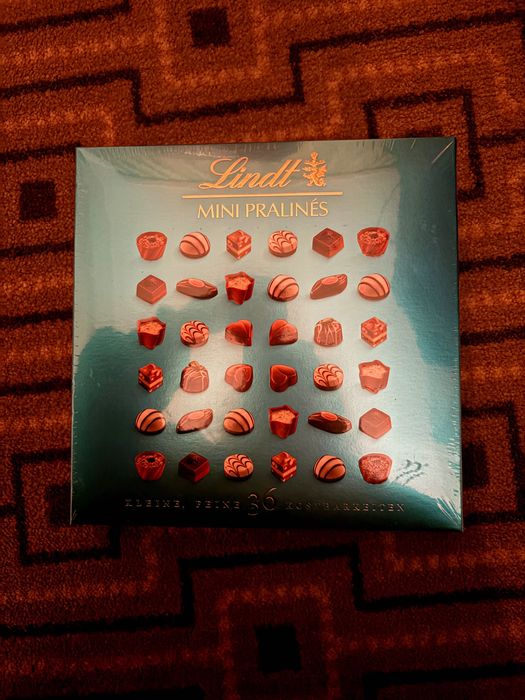 Lindt
MINI PRALINÉS
KLEINE, FEINE 36 KOSTBARKEITEN